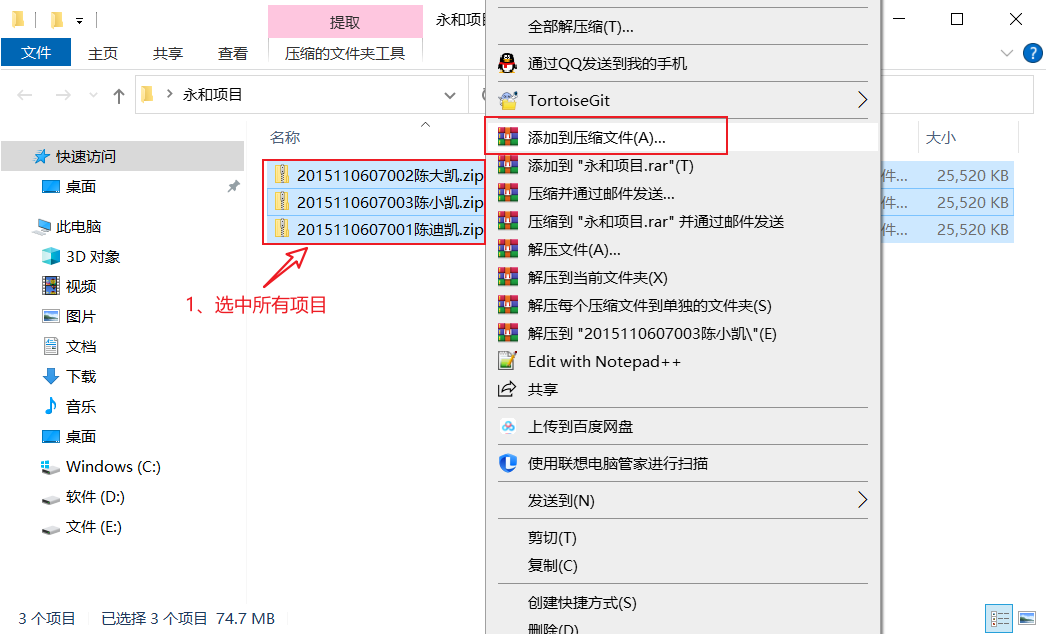 提取
永和项目
文件
主页
共享
查看
压缩的文件夹工具
永和项目
名称
大小
快速访问
桌面
此电脑
3D 对象
视频
图片
文档
下载
音乐
桌面
Windows (C:)
软件 (D:)
文件 (E:)
2015110607002陈大凯.zip
件...
25,520 KB
2015110607003陈小凯.zip
件...
25,520 KB
2015110607001陈迪凯.zip
件...
25,520 KB
1、选中所有项目
全部解压缩(T)...
通过QQ发送到我的手机
TortoiseGit
添加到压缩文件(A)...
添加到 "永和项目.rar"(T)
压缩并通过邮件发送...
压缩到 "永和项目.rar" 并通过邮件发送
解压文件(A)...
解压到当前文件夹(X)
解压每个压缩文件到单独的文件夹(S)
解压到 "2015110607003陈小凯\"(E)
Edit with Notepad++
共享
上传到百度网盘
使用联想电脑管家进行扫描
发送到(N)
剪切(T)
复制(C)
创建快捷方式(S)
删除(D)
3 个项目
已选择 3 个项目 74.7 MB